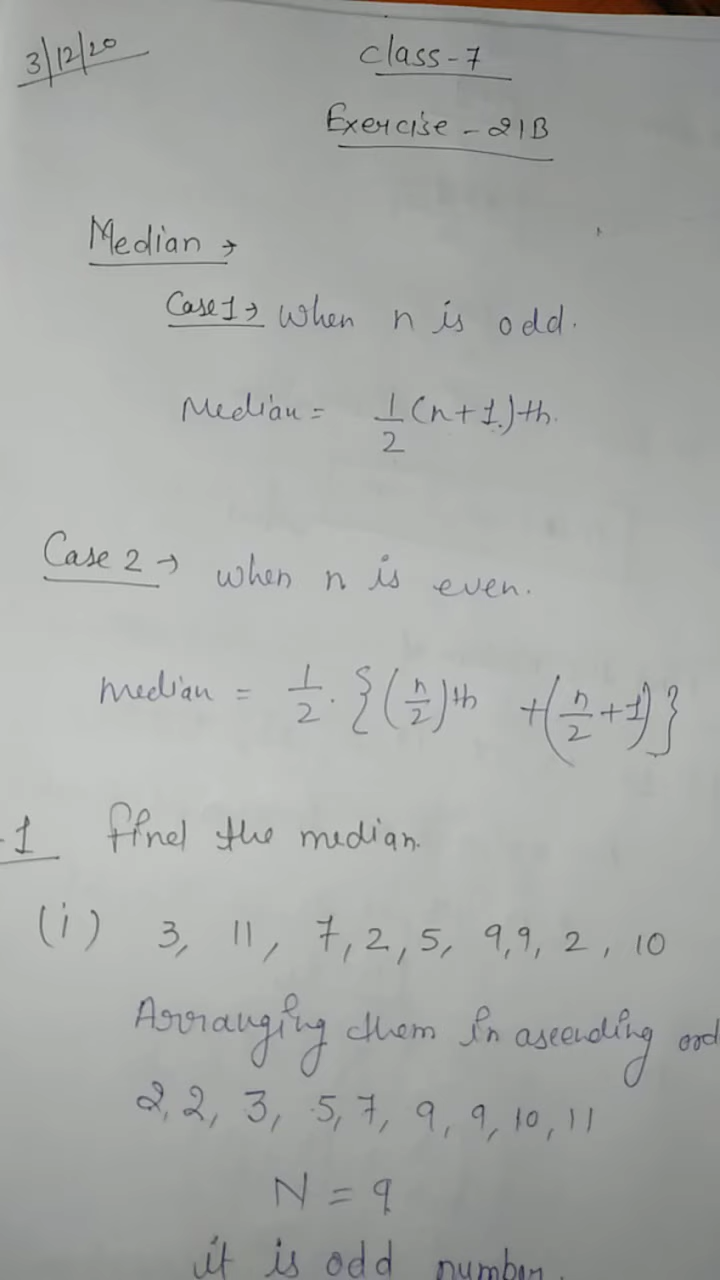 3/12/20
Class-7
Exercise - 21B
Median →
Case 1 → When n is odd.
Median = 1/2 (n+1)th.
Case 2 → when n is even.
median = 1/2 . {(n/2)th + (n/2 + 1)}
-1 find the median.
(i) 3, 11, 7, 2, 5, 9, 9, 2, 10
Arranging them in ascending ord
2, 2, 3, 5, 7, 9, 9, 10, 11
N = 9
it is odd number.